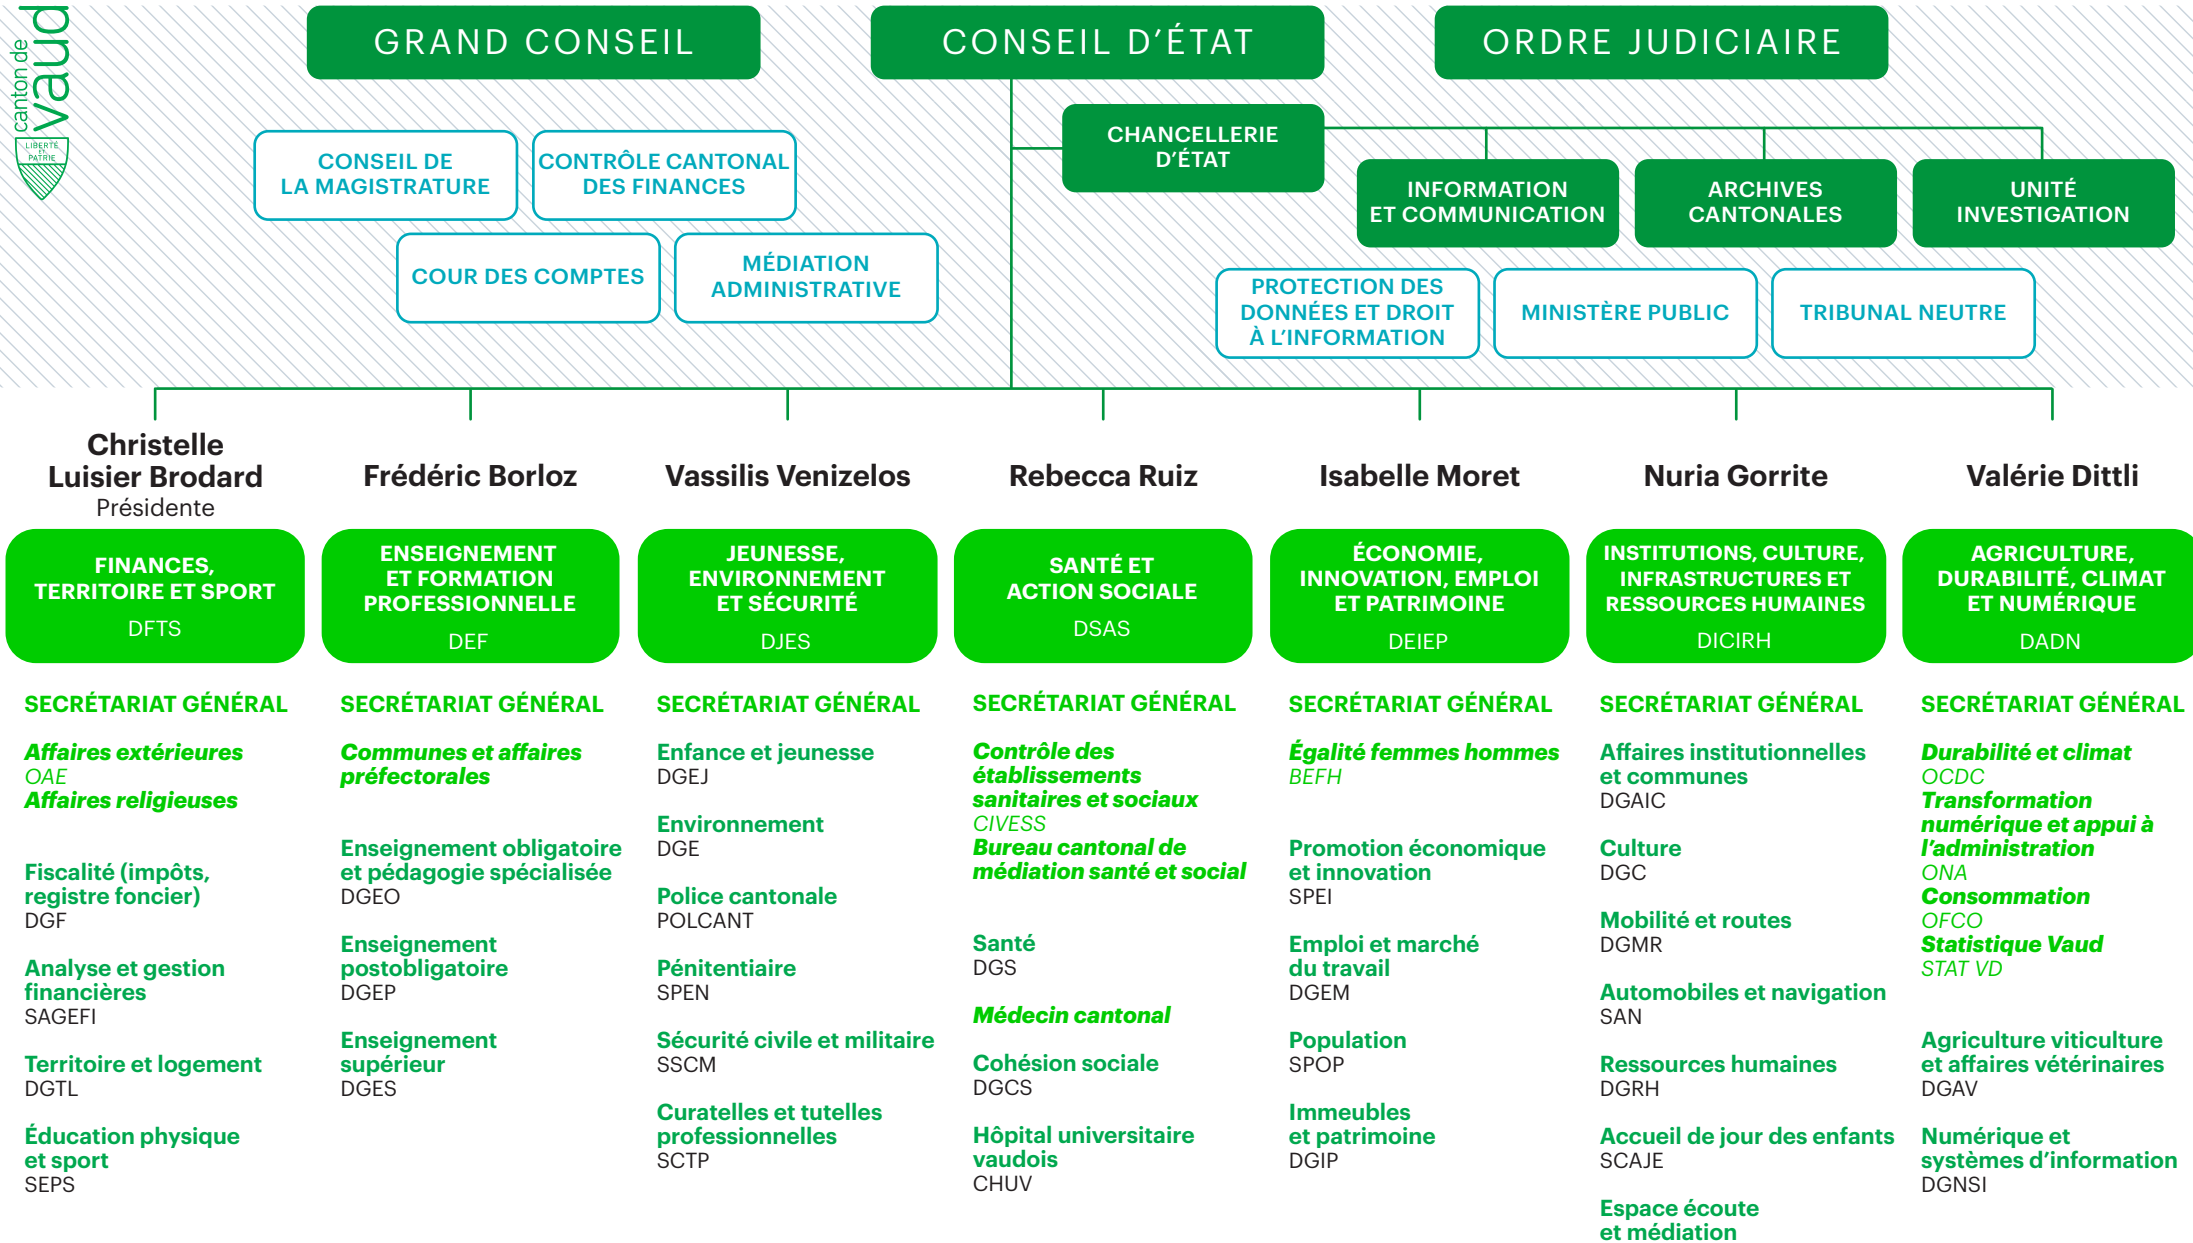 canton de
vaud
LIBERTÉ
ET
PATRIE
GRAND CONSEIL
CONSEIL D'ÉTAT
ORDRE JUDICIAIRE
CHANCELLERIE
D'ÉTAT
INFORMATION
ET COMMUNICATION
ARCHIVES
CANTONALES
UNITÉ
INVESTIGATION
CONSEIL DE
LA MAGISTRATURE
CONTRÔLE CANTONAL
DES FINANCES
COUR DES COMPTES
MÉDIATION
ADMINISTRATIVE
PROTECTION DES
DONNÉES ET DROIT
À L'INFORMATION
MINISTÈRE PUBLIC
TRIBUNAL NEUTRE
Christelle
Luisier Brodard
Présidente
FINANCES,
TERRITOIRE ET SPORT
DFTS
SECRÉTARIAT GÉNÉRAL
Affaires extérieures
OAE
Affaires religieuses
Fiscalité (impôts,
registre foncier)
DGF
Analyse et gestion
financières
SAGEFI
Territoire et logement
DGTL
Éducation physique
et sport
SEPS
Frédéric Borloz
ENSEIGNEMENT
ET FORMATION
PROFESSIONNELLE
DEF
SECRÉTARIAT GÉNÉRAL
Communes et affaires
préfectorales
Enseignement obligatoire
et pédagogie spécialisée
DGEO
Enseignement
postobligatoire
DGEP
Enseignement
supérieur
DGES
Vassilis Venizelos
JEUNESSE,
ENVIRONNEMENT
ET SÉCURITÉ
DJES
SECRÉTARIAT GÉNÉRAL
Enfance et jeunesse
DGEJ
Environnement
DGE
Police cantonale
POLCANT
Pénitentiaire
SPEN
Sécurité civile et militaire
SSCM
Curatelles et tutelles
professionnelles
SCTP
Rebecca Ruiz
SANTÉ ET
ACTION SOCIALE
DSAS
SECRÉTARIAT GÉNÉRAL
Contrôle des
établissements
sanitaires et sociaux
CIVESS
Bureau cantonal de
médiation santé et social
Santé
DGS
Médecin cantonal
Cohésion sociale
DGCS
Hôpital universitaire
vaudois
CHUV
Isabelle Moret
ÉCONOMIE,
INNOVATION, EMPLOI
ET PATRIMOINE
DEIEP
SECRÉTARIAT GÉNÉRAL
Égalité femmes hommes
BEFH
Promotion économique
et innovation
SPEI
Emploi et marché
du travail
DGEM
Population
SPOP
Immeubles
et patrimoine
DGIP
Nuria Gorrite
INSTITUTIONS, CULTURE,
INFRASTRUCTURES ET
RESSOURCES HUMAINES
DICIRH
SECRÉTARIAT GÉNÉRAL
Affaires institutionnelles
et communes
DGAIC
Culture
DGC
Mobilité et routes
DGMR
Automobiles et navigation
SAN
Ressources humaines
DGRH
Accueil de jour des enfants
SCAJE
Espace écoute
et médiation
Valérie Dittli
AGRICULTURE,
DURABILITÉ, CLIMAT
ET NUMÉRIQUE
DADN
SECRÉTARIAT GÉNÉRAL
Durabilité et climat
OCDC
Transformation
numérique et appui à
l'administration
ONA
Consommation
OFCO
Statistique Vaud
STAT VD
Agriculture viticulture
et affaires vétérinaires
DGAV
Numérique et
systèmes d'information
DGNSI